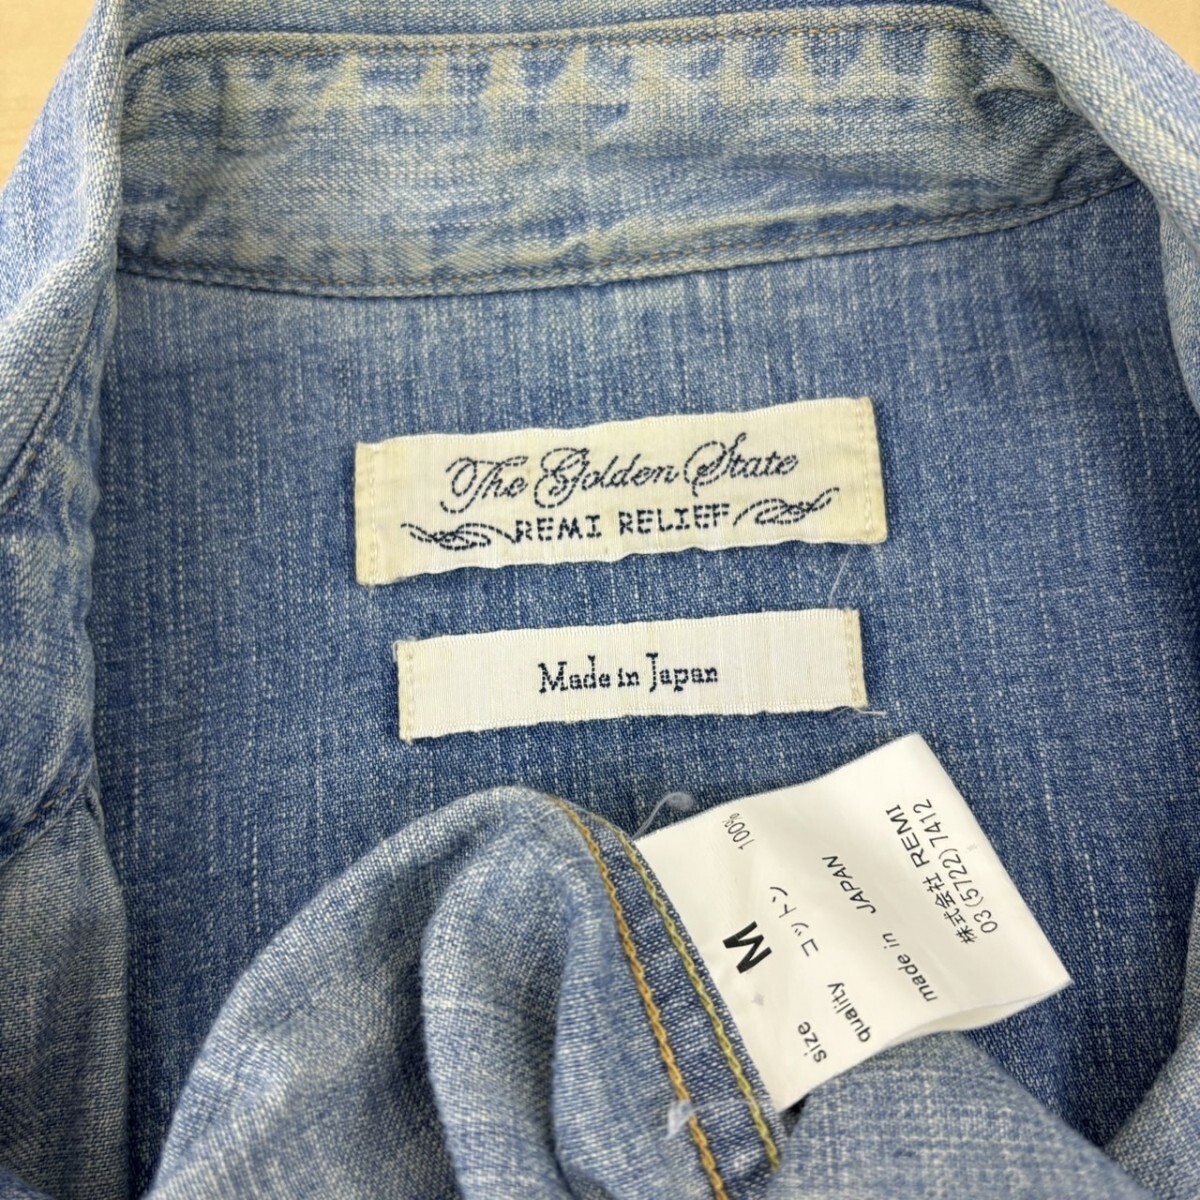 The Golden State
REMI RELIEF
Made in Japan
size M
quality コットン 100%
made in JAPAN
株式会社 REMI
03(5722)7412